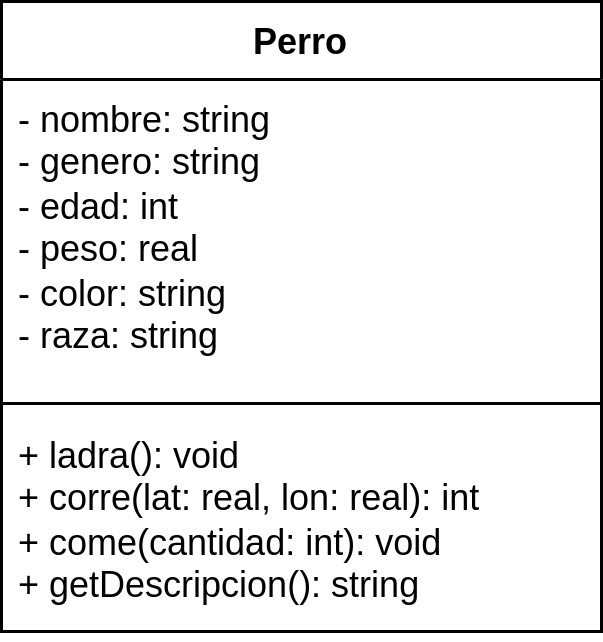 Perro
- nombre: string
- genero: string
- edad: int
- peso: real
- color: string
- raza: string
+ ladra(): void
+ corre(lat: real, lon: real): int
+ come(cantidad: int): void
+ getDescripcion(): string